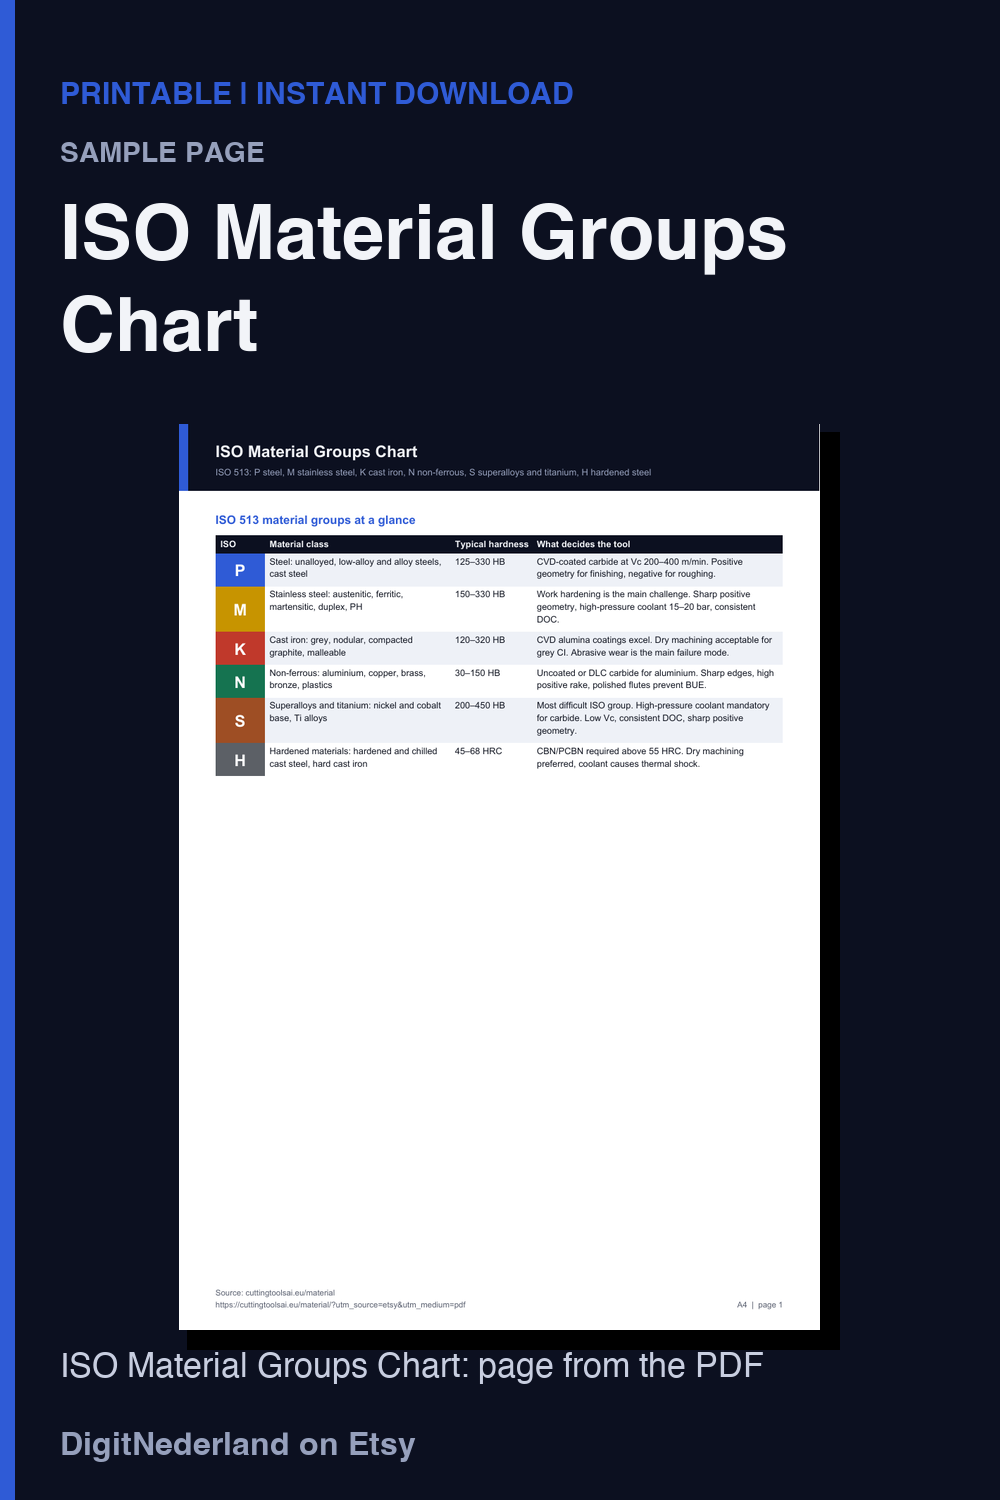 PRINTABLE | INSTANT DOWNLOAD
SAMPLE PAGE
ISO Material Groups
Chart
ISO Material Groups Chart
ISO 513: P steel, M stainless steel, K cast iron, N non-ferrous, S superalloys and titanium, H hardened steel
ISO 513 material groups at a glance
ISO Material class Typical hardness What decides the tool
P Steel: unalloyed, low-alloy and alloy steels, 125–330 HB CVD-coated carbide at Vc 200–400 m/min. Positive
cast steel geometry for finishing, negative for roughing.
M Stainless steel: austenitic, ferritic, 150–330 HB Work hardening is the main challenge. Sharp positive
martensitic, duplex, PH geometry, high-pressure coolant 15–20 bar, consistent
DOC.
K Cast iron: grey, nodular, compacted 120–320 HB CVD alumina coatings excel. Dry machining acceptable for
graphite, malleable grey CI. Abrasive wear is the main failure mode.
N Non-ferrous: aluminium, copper, brass, 30–150 HB Uncoated or DLC carbide for aluminium. Sharp edges, high
bronze, plastics positive rake, polished flutes prevent BUE.
S Superalloys and titanium: nickel and cobalt 200–450 HB Most difficult ISO group. High-pressure coolant mandatory
base, Ti alloys for carbide. Low Vc, consistent DOC, sharp positive
geometry.
H Hardened materials: hardened and chilled 45–68 HRC CBN/PCBN required above 55 HRC. Dry machining
cast steel, hard cast iron preferred, coolant causes thermal shock.
Source: cuttingtoolsai.eu/material
https://cuttingtoolsai.eu/material/?utm_source=etsy&utm_medium=pdf A4 | page 1
ISO Material Groups Chart: page from the PDF
DigitNederland on Etsy